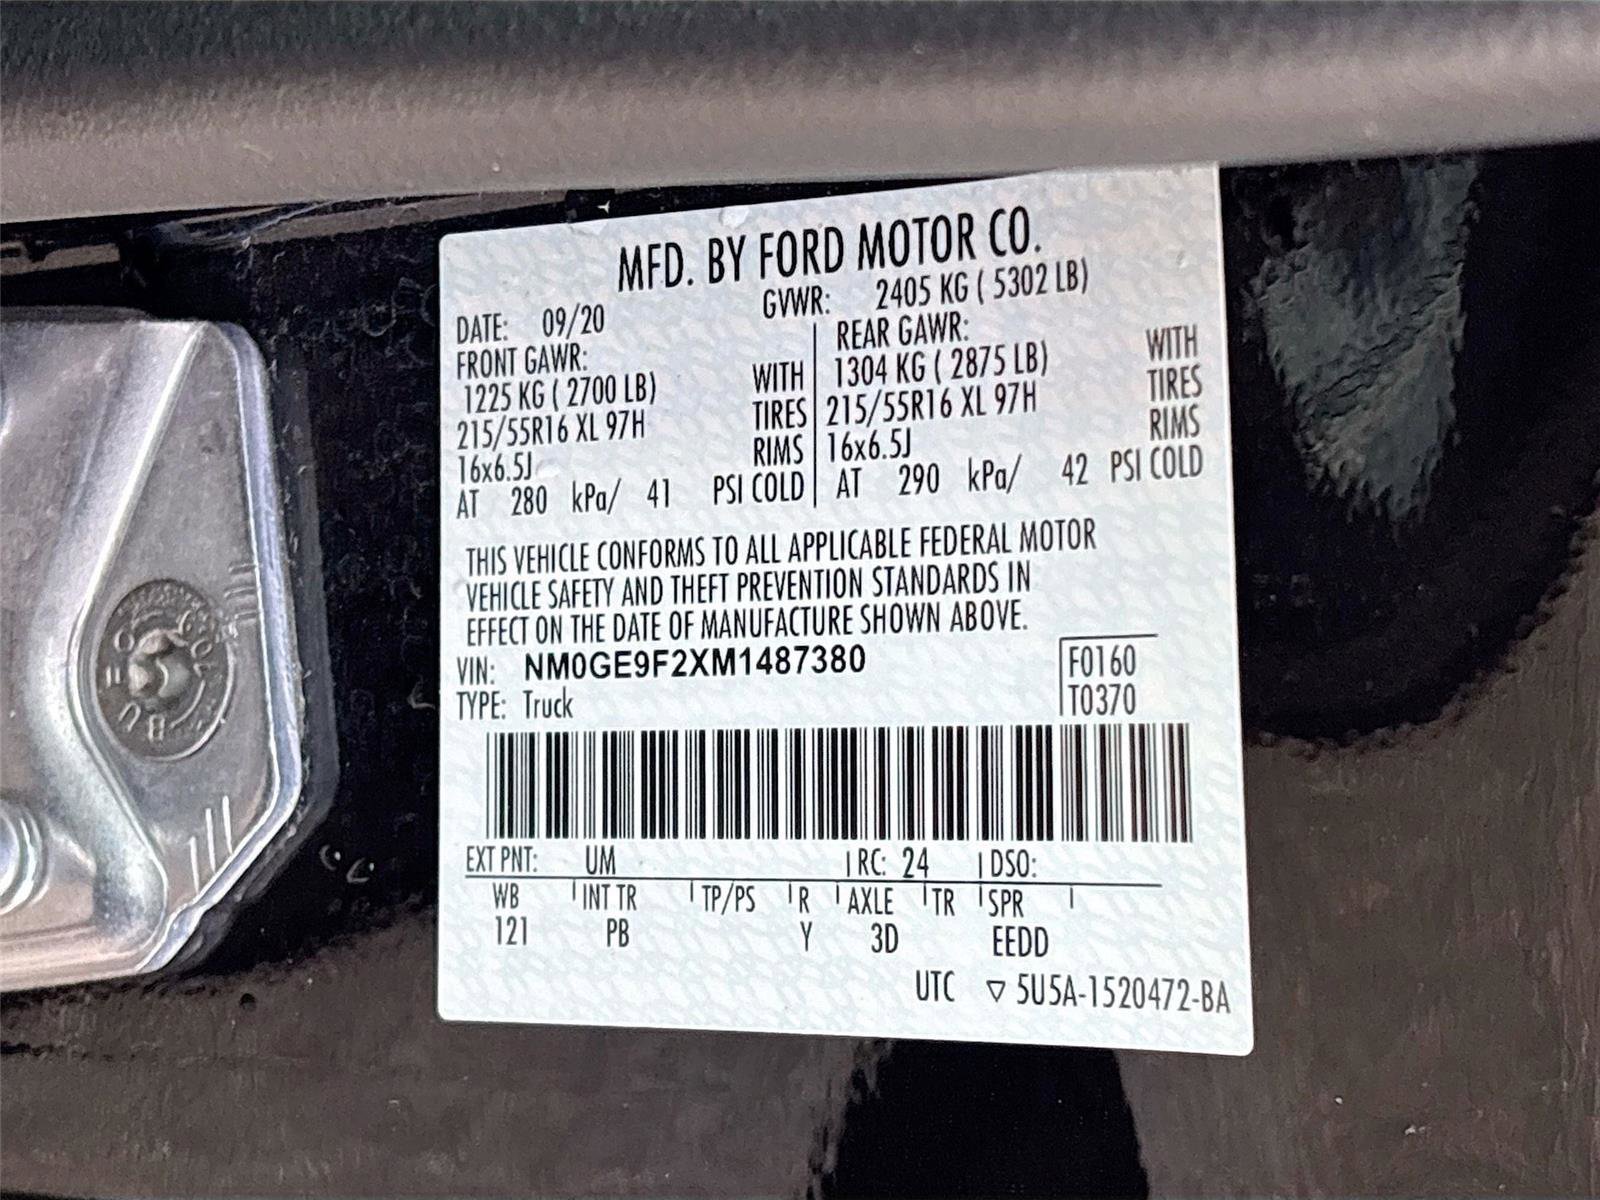 MFD. BY FORD MOTOR CO.
DATE: 09/20 GVWR: 2405 KG ( 5302 LB)
FRONT GAWR: REAR GAWR:
1225 KG ( 2700 LB) WITH 1304 KG ( 2875 LB) WITH
215/55R16 XL 97H TIRES 215/55R16 XL 97H TIRES
16x6.5J RIMS 16x6.5J RIMS
AT 280 kPa/ 41 PSI COLD AT 290 kPa/ 42 PSI COLD
THIS VEHICLE CONFORMS TO ALL APPLICABLE FEDERAL MOTOR
VEHICLE SAFETY AND THEFT PREVENTION STANDARDS IN
EFFECT ON THE DATE OF MANUFACTURE SHOWN ABOVE.
VIN: NM0GE9F2XM1487380 F0160
TYPE: Truck T0370
EXT PNT: UM RC: 24 DSO:
WB INT TR TP/PS R AXLE TR SPR
121 PB Y 3D EEDD
UTC ▽ 5U5A-1520472-BA